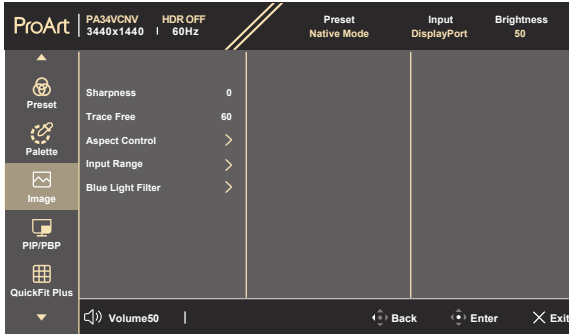 ProArt
PA34VCNV HDR OFF
3440x1440 | 60Hz
Preset
Native Mode
Input
DisplayPort
Brightness
50
Preset
Palette
Image
PIP/PBP
QuickFit Plus
Sharpness 0
Trace Free 60
Aspect Control
Input Range
Blue Light Filter
Volume50 |
Back
Enter
Exit